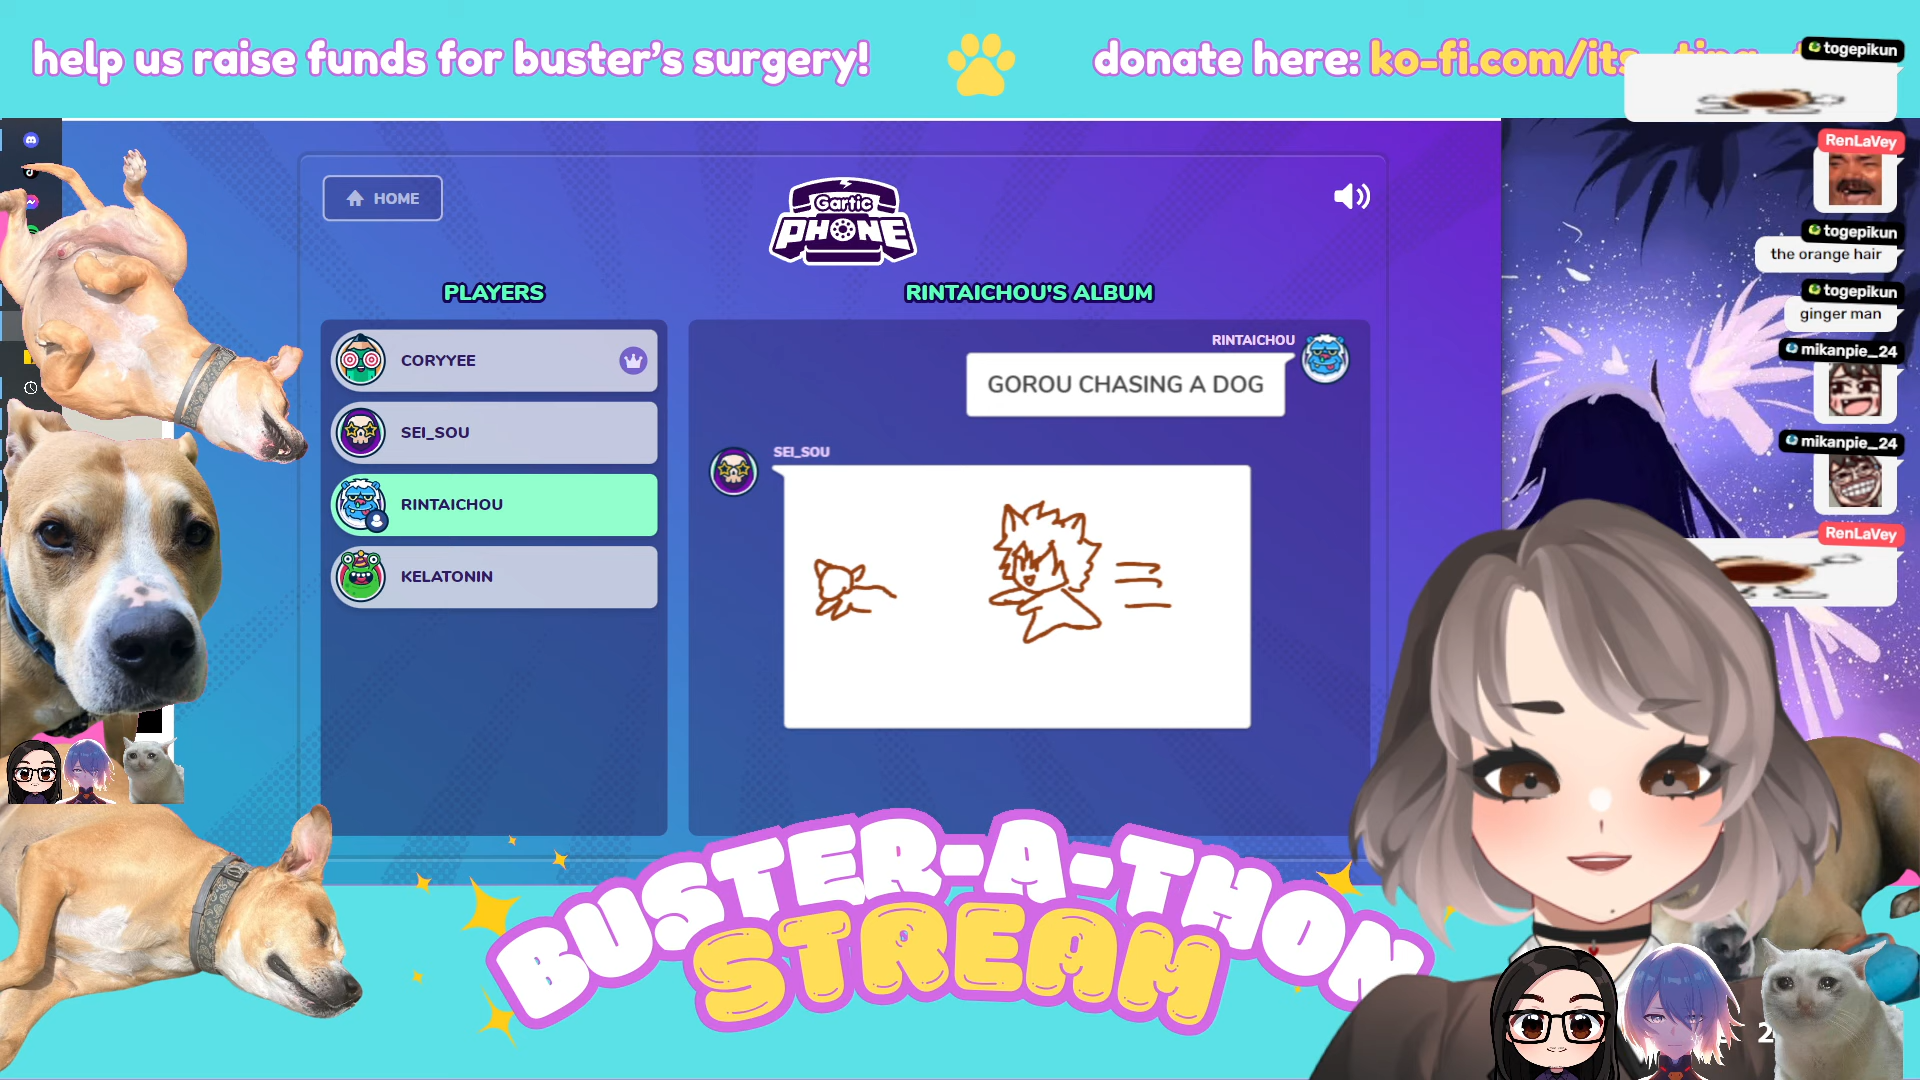 help us raise funds for buster's surgery!
donate here: ko-fi.com/its
togepikun
RenLaVey
togepikun
the orange hair
togepikun
ginger man
mikanpie_24
mikanpie_24
RenLaVey
HOME
Gartic
PHONE
PLAYERS
CORYYEE
SEI_SOU
RINTAICHOU
KELATONIN
RINTAICHOU'S ALBUM
RINTAICHOU
GOROU CHASING A DOG
SEI_SOU
BUSTER-A-THON
STREAM